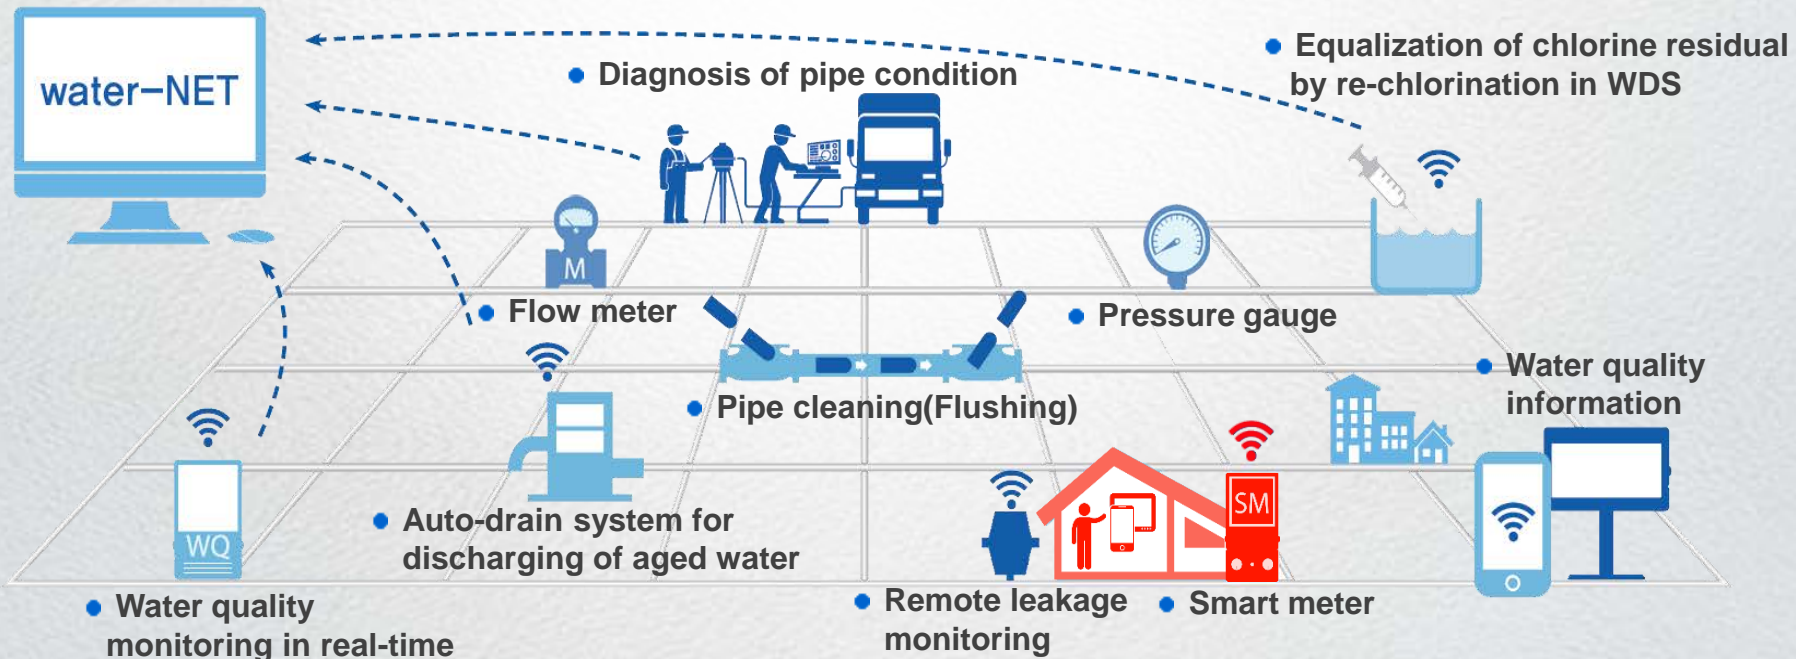 water-NET
Diagnosis of pipe condition
Equalization of chlorine residual
by re-chlorination in WDS
M
Flow meter
Pressure gauge
Pipe cleaning(Flushing)
Water quality
information
WQ
Auto-drain system for
discharging of aged water
SM
Water quality
monitoring in real-time
Remote leakage
monitoring
Smart meter